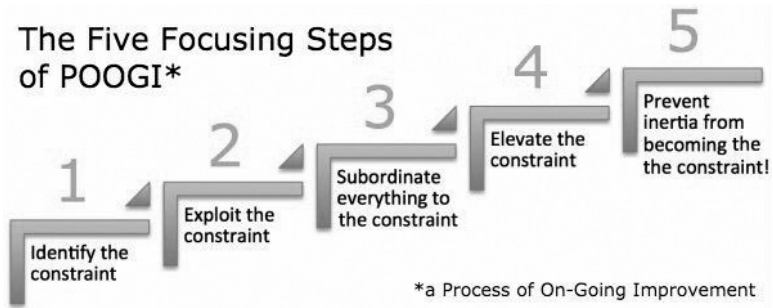 The Five Focusing Steps
of POOGI*
1
Identify the
constraint
2
Exploit the
constraint
3
Subordinate
everything to
the constraint
4
Elevate the
constraint
5
Prevent
inertia from
becoming the
the constraint!
*a Process of On-Going Improvement